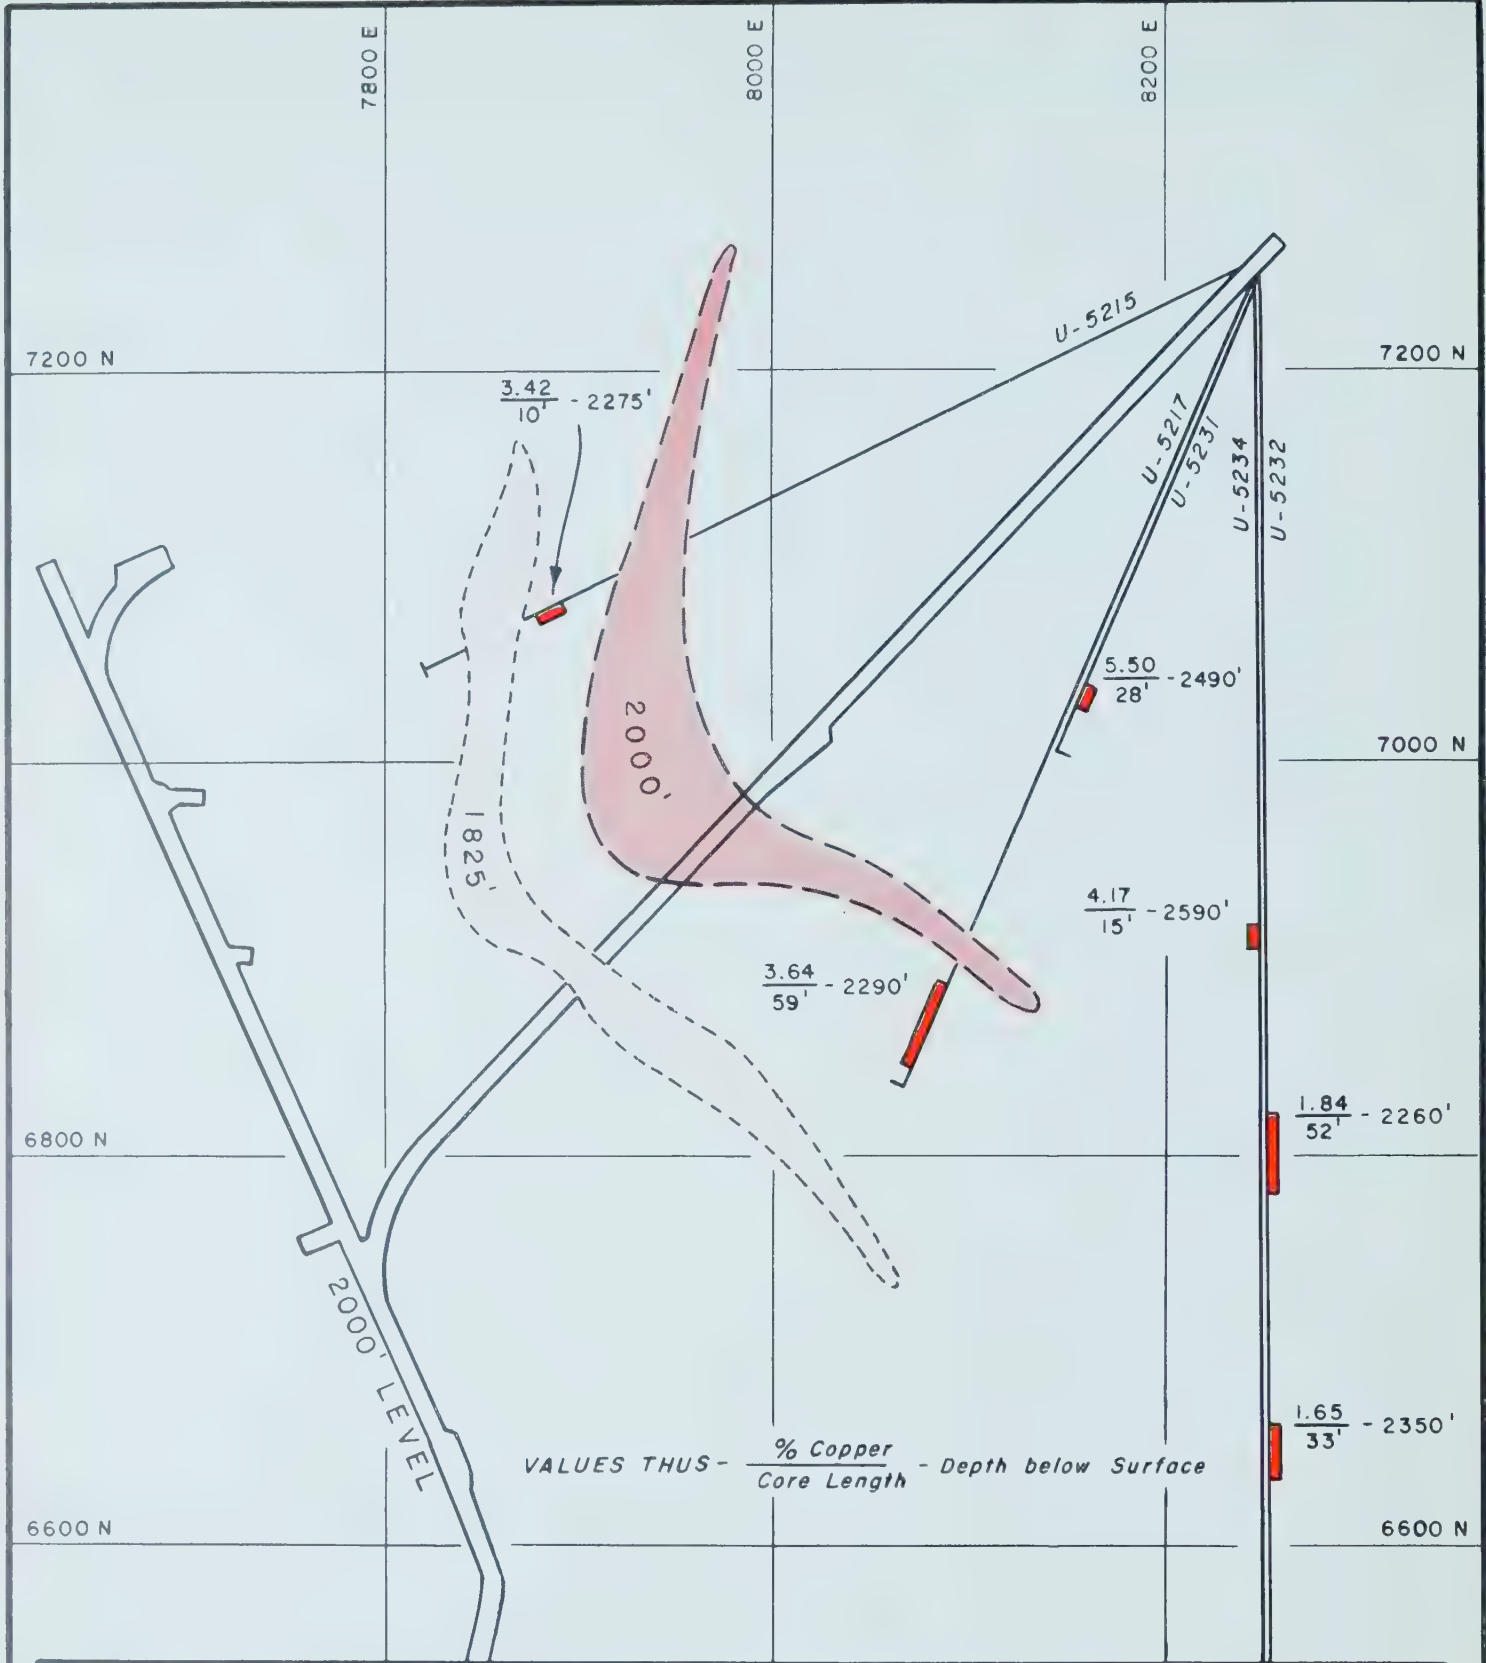 7800 E
8000 E
8200 E
U-5215
7200 N
7200 N
3.42
10' - 2275'
U-5217
U-5231
U-5234
U-5232
5.50
28' - 2490'
2000'
7000 N
1825'
4.17
15' - 2590'
3.64
59' - 2290'
1.84
52' - 2260'
6800 N
2000' LEVEL
1.65
33' - 2350'
VALUES THUS - % Copper
Core Length - Depth below Surface
6600 N
6600 N